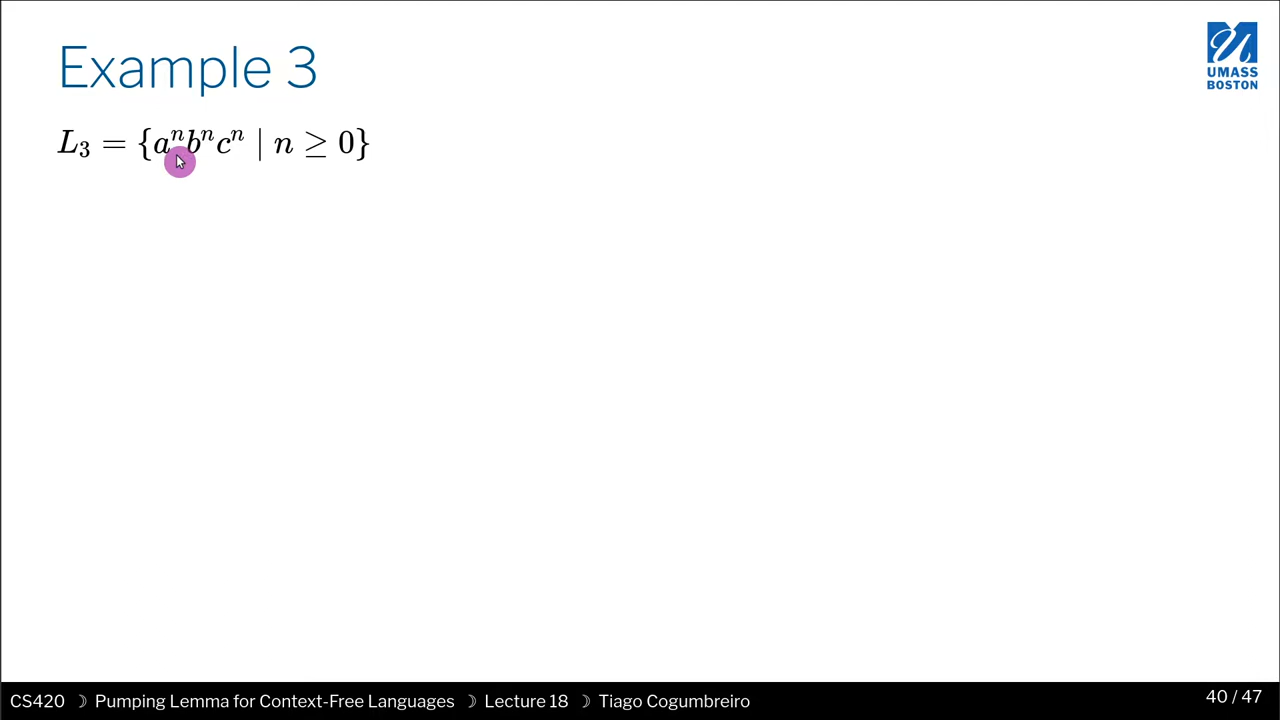 Example 3
UMASS
BOSTON
L₃ = {aⁿbⁿcⁿ | n ≥ 0}
CS420 ☽ Pumping Lemma for Context-Free Languages ☽ Lecture 18 ☽ Tiago Cogumbreiro
40 / 47